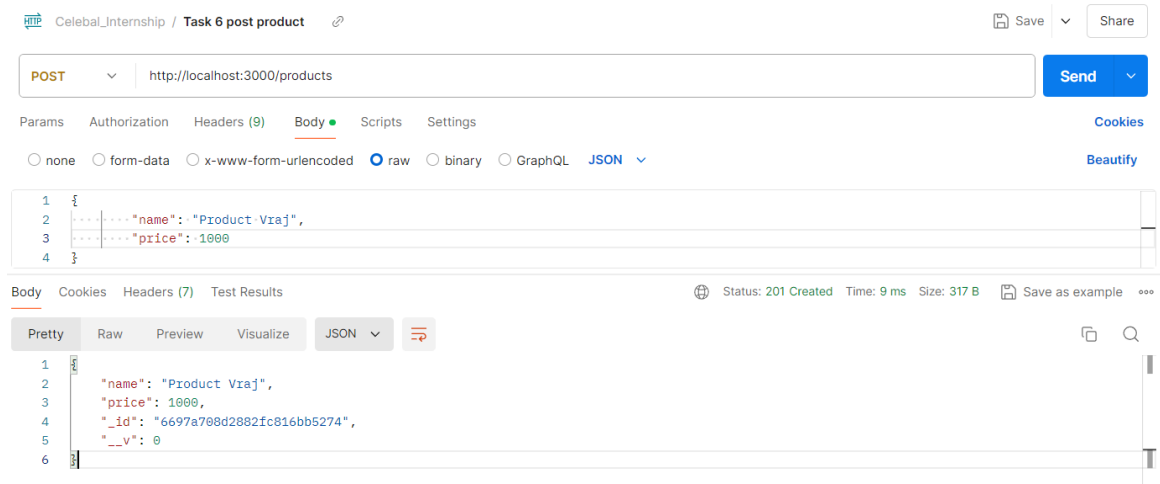 HTTP Celebal_Internship / Task 6 post product Save Share
POST http://localhost:3000/products Send
Params Authorization Headers (9) Body Scripts Settings Cookies
none form-data x-www-form-urlencoded raw binary GraphQL JSON Beautify
1 {
2 "name": "Product Vraj",
3 "price": 1000
4 }
Body Cookies Headers (7) Test Results Status: 201 Created Time: 9 ms Size: 317 B Save as example
Pretty Raw Preview Visualize JSON
1 {
2 "name": "Product Vraj",
3 "price": 1000,
4 "_id": "6697a708d2882fc816bb5274",
5 "__v": 0
6 }